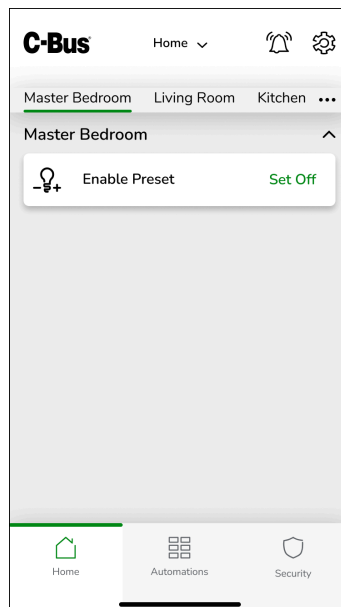 C-Bus
Home
Master Bedroom Living Room Kitchen
Master Bedroom
Enable Preset Set Off
Home Automations Security